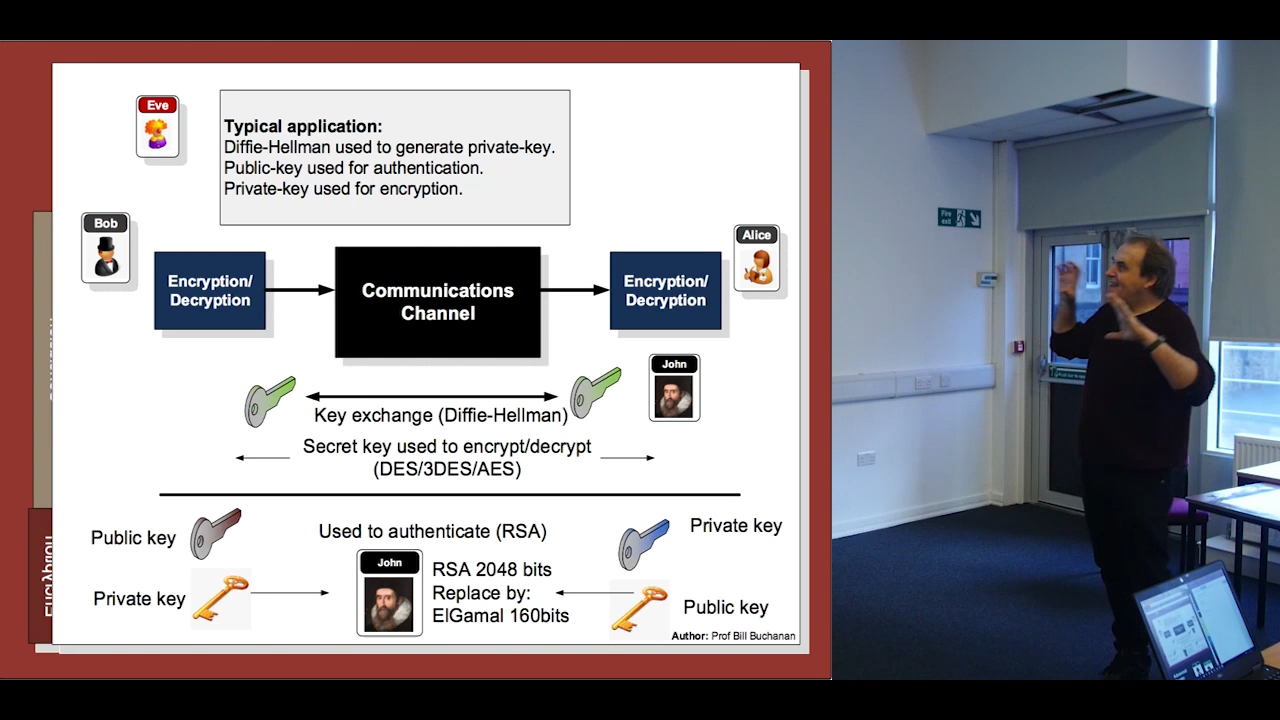 Eve
Typical application:
Diffie-Hellman used to generate private-key.
Public-key used for authentication.
Private-key used for encryption.
Bob
Alice
Encryption/
Decryption
Communications
Channel
Encryption/
Decryption
John
Key exchange (Diffie-Hellman)
Secret key used to encrypt/decrypt
(DES/3DES/AES)
Public key
Used to authenticate (RSA)
Private key
John
RSA 2048 bits
Replace by:
ElGamal 160bits
Private key
Public key
Author: Prof Bill Buchanan
Fire
exit